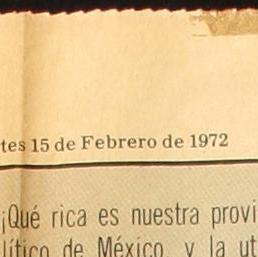 tes 15 de Febrero de 1972
¡Qué rica es nuestra provi
lítico de México y la ut